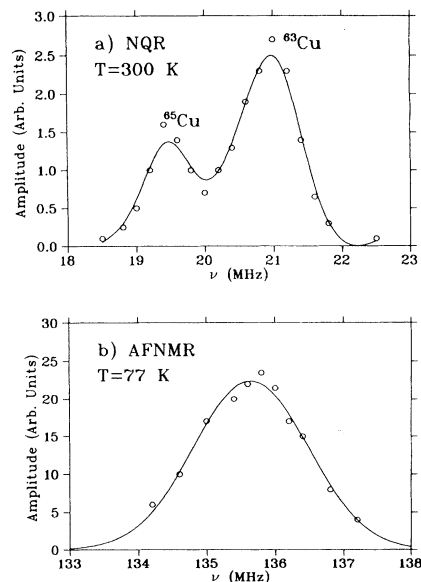 3.0
2.5
2.0
1.5
1.0
0.5
0.0
Amplitude (Arb. Units)
a) NQR
T=300 K
⁶⁵Cu
⁶³Cu
18 19 20 21 22 23
ν (MHz)
30
25
20
15
10
5
0
Amplitude (Arb. Units)
b) AFNMR
T=77 K
133 134 135 136 137 138
ν (MHz)